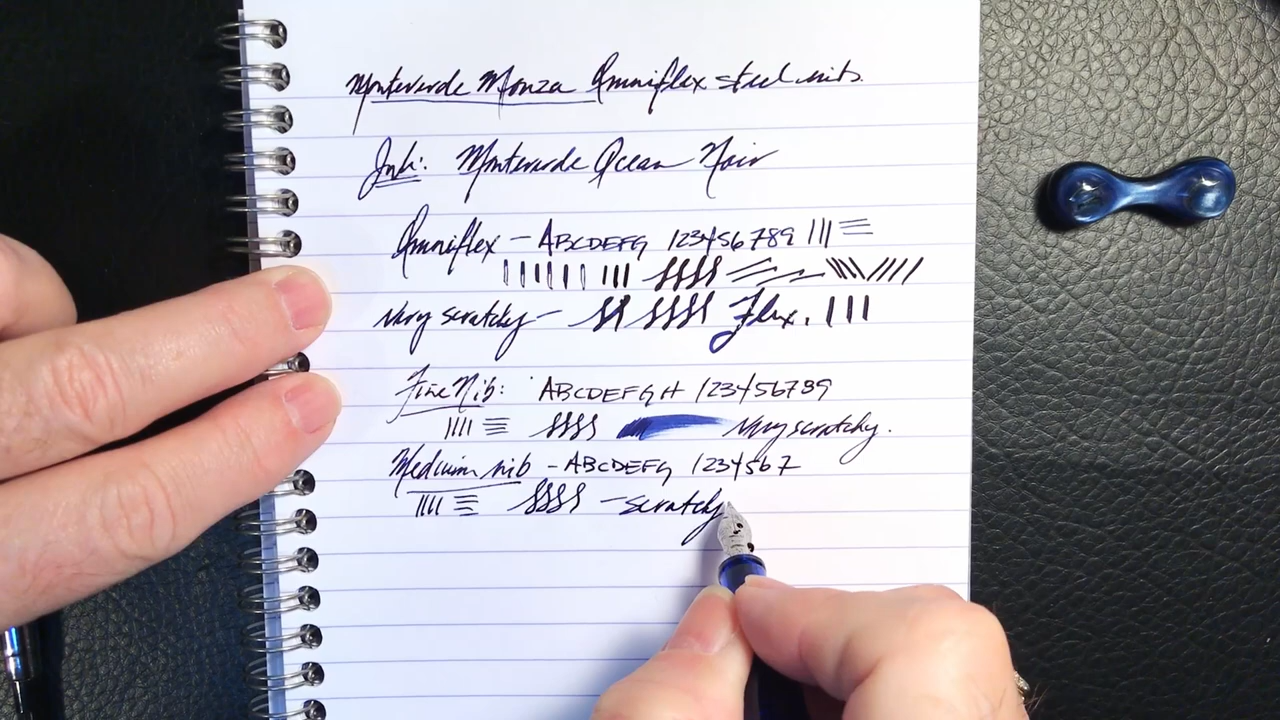 Monteverde Monza Omniflex steel nibs.
Ink: Monteverde Ocean Noir
Omniflex — ABCDEFG 123456789
Very scratchy — Flex.
Fine Nib: ABCDEFGH 123456789
Very scratchy.
Medium nib - ABCDEFG 1234567
— scratchy